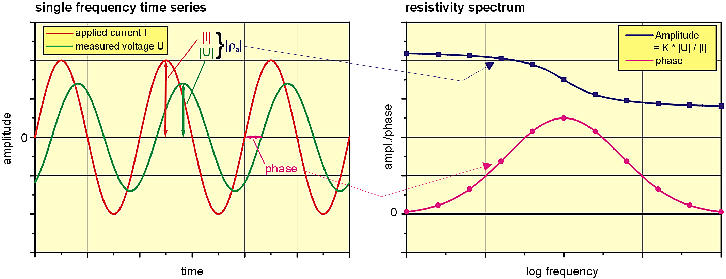 single frequency time series
applied current I
measured voltage U
|I|
|U|
|ρa|
amplitude
0
phase
time
resistivity spectrum
Amplitude
= K * |U| / |I|
phase
ampl./phase
0
log frequency